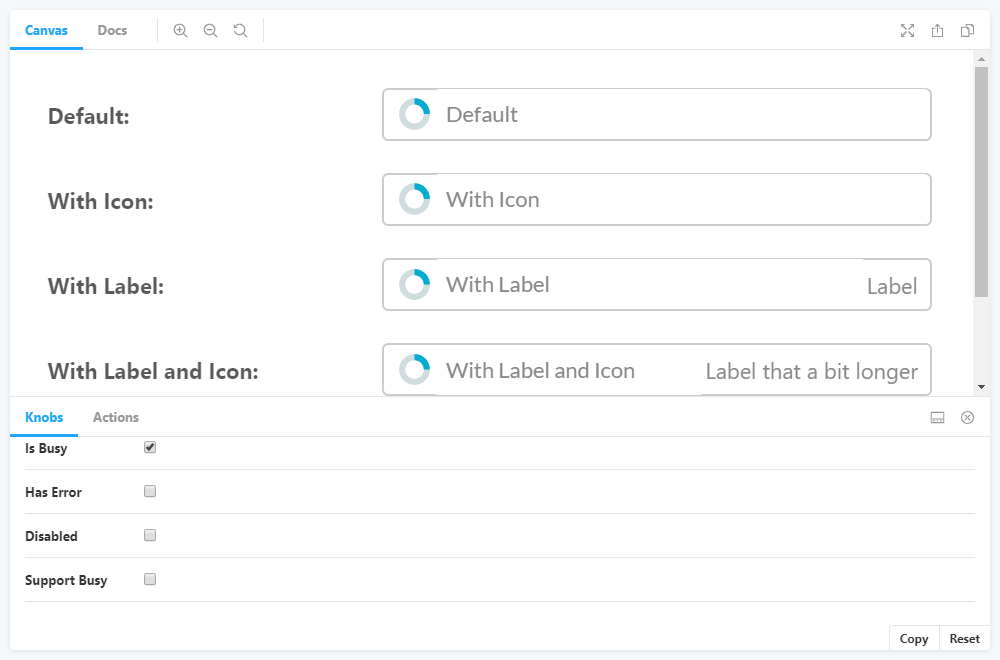 Canvas Docs
Default: Default
With Icon: With Icon
With Label: With Label Label
With Label and Icon: With Label and Icon Label that a bit longer
Knobs Actions
Is Busy
Has Error
Disabled
Support Busy
Copy Reset